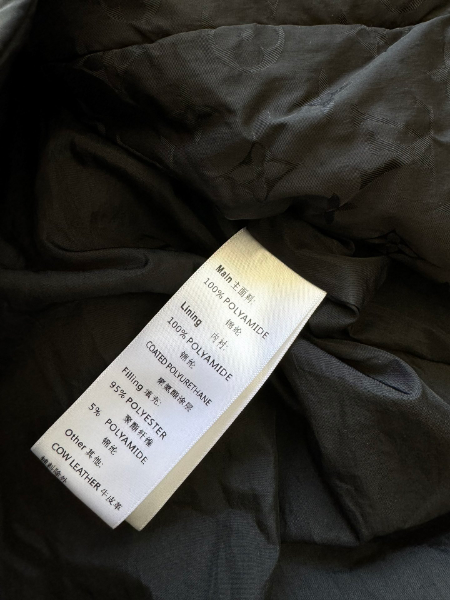 Main 主面料:
100% POLYAMIDE
锦纶
Lining 内衬:
100% POLYAMIDE
锦纶
COATED POLYURETHANE
聚氨酯涂层
Filling 填充:
95% POLYESTER
聚酯纤维
5% POLYAMIDE
锦纶
Other 其他:
COW LEATHER 牛皮革